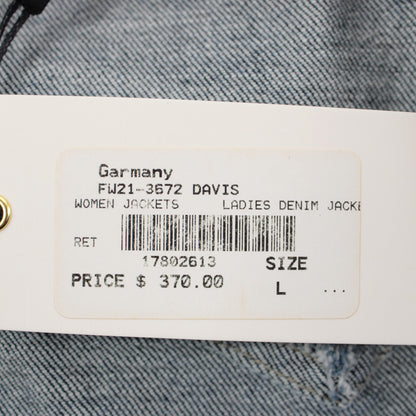 Garmany
FW21-3672 DAVIS
WOMEN JACKETS LADIES DENIM JACKE
RET
17802613 SIZE
PRICE $ 370.00 L ...